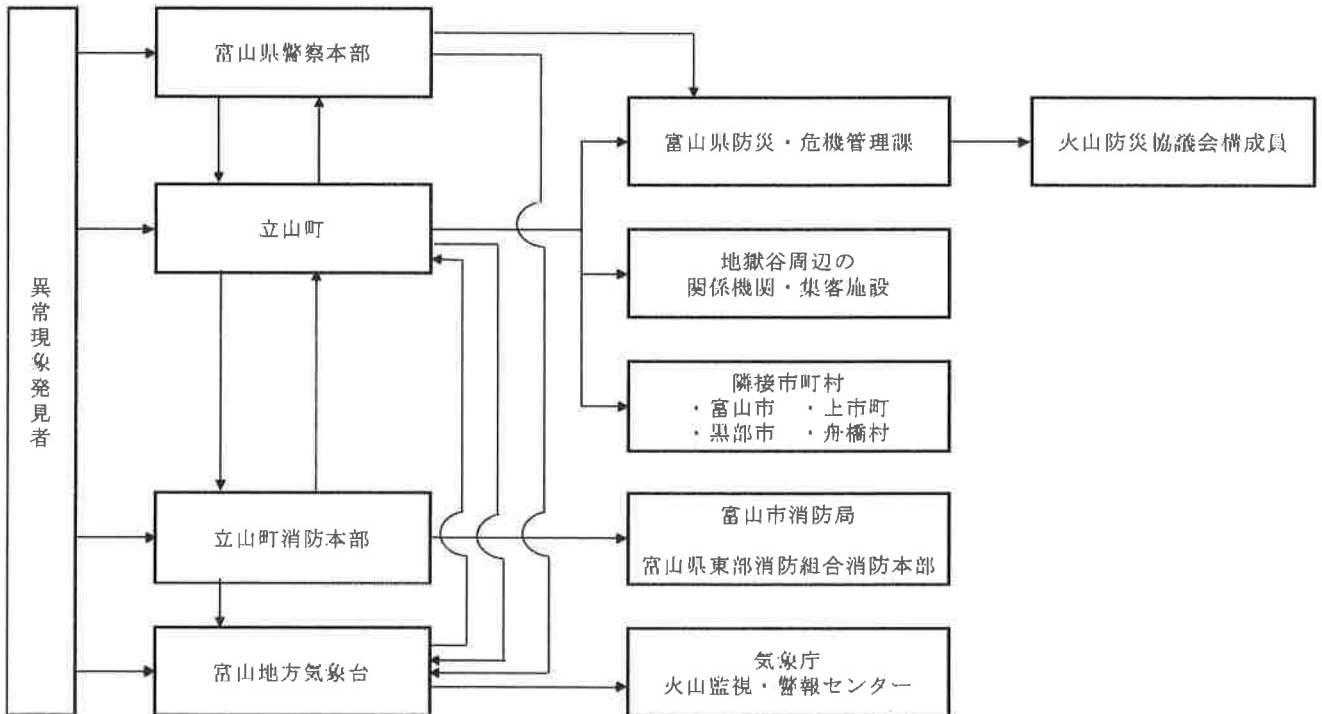 異常現象発見者
富山県警察本部
立山町
立山町消防本部
富山地方気象台
富山県防災・危機管理課
火山防災協議会構成員
地獄谷周辺の
関係機関・集客施設
隣接市町村
・富山市 ・上市町
・黒部市 ・舟橋村
富山市消防局
富山県東部消防組合消防本部
気象庁
火山監視・警報センター